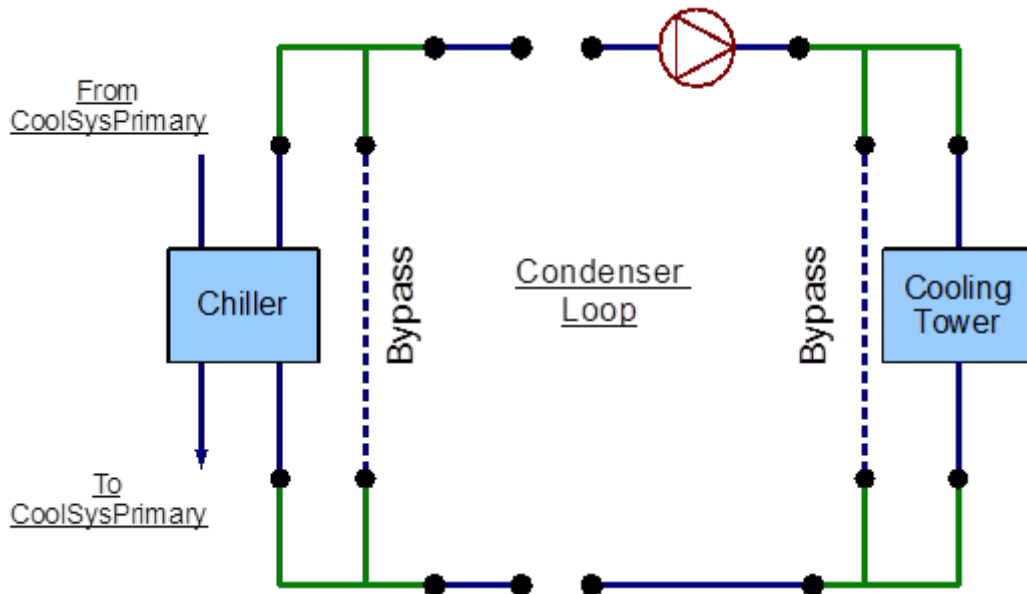 From
CoolSysPrimary
Chiller
Bypass
Condenser
Loop
Bypass
Cooling
Tower
To
CoolSysPrimary